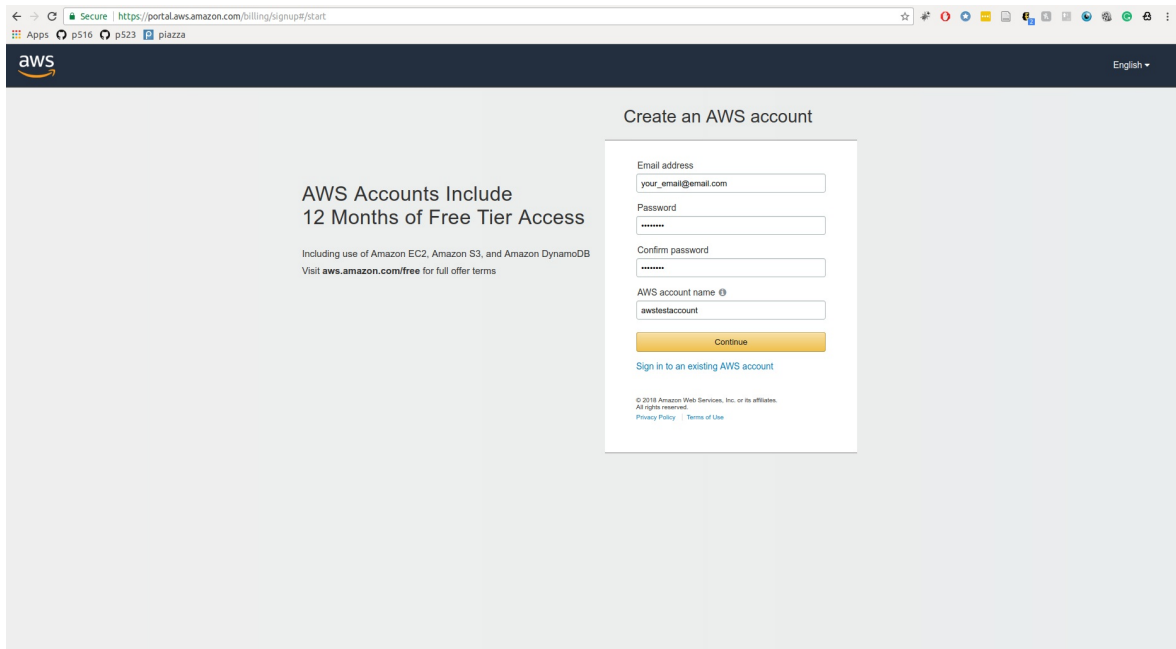 Secure | https://portal.aws.amazon.com/billing/signup#/start
Apps p516 p523 piazza
aws
English
Create an AWS account
AWS Accounts Include
12 Months of Free Tier Access
Including use of Amazon EC2, Amazon S3, and Amazon DynamoDB
Visit aws.amazon.com/free for full offer terms
Email address
your_email@email.com
Password
••••••••
Confirm password
••••••••
AWS account name
awstestaccount
Continue
Sign in to an existing AWS account
© 2018 Amazon Web Services, Inc. or its affiliates.
All rights reserved.
Privacy Policy | Terms of Use